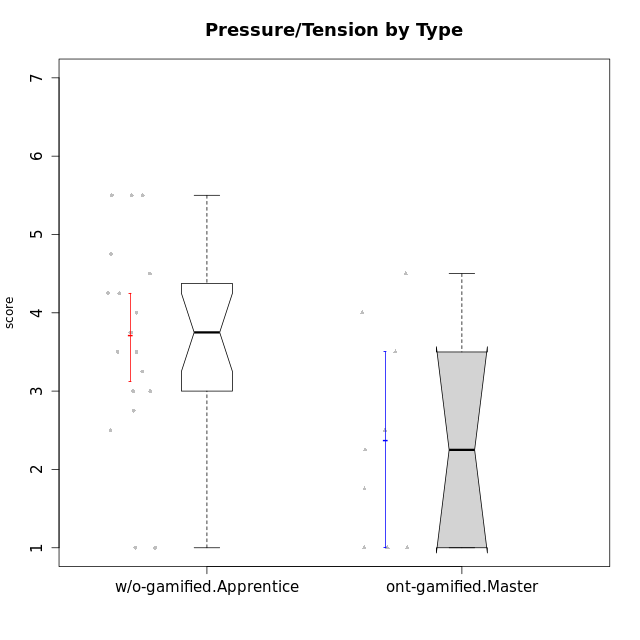 Pressure/Tension by Type
7
6
5
4
3
2
1
score
w/o-gamified.Apprentice
ont-gamified.Master